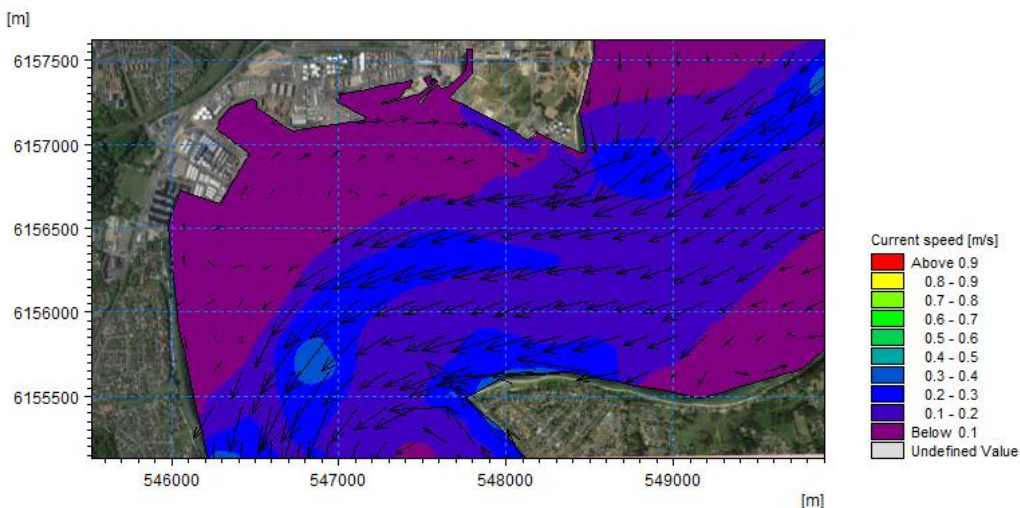 [m]
6157500
6157000
6156500
6156000
6155500
546000
547000
548000
549000
[m]
Current speed [m/s]
Above 0.9
0.8 - 0.9
0.7 - 0.8
0.6 - 0.7
0.5 - 0.6
0.4 - 0.5
0.3 - 0.4
0.2 - 0.3
0.1 - 0.2
Below 0.1
Undefined Value